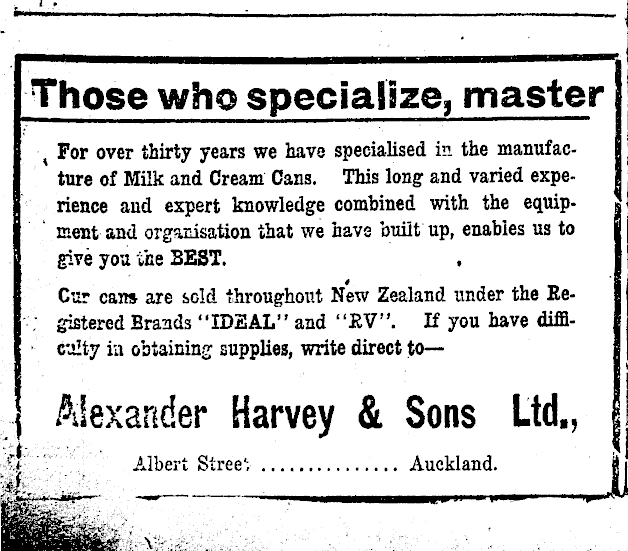 Those who specialize, master
For over thirty years we have specialised in the manufac-
ture of Milk and Cream Cans. This long and varied expe-
rience and expert knowledge combined with the equip-
ment and organisation that we have built up, enables us to
give you the BEST.
Our cans are sold throughout New Zealand under the Re-
gistered Brands "IDEAL" and "RV". If you have diffi-
culty in obtaining supplies, write direct to—
Alexander Harvey & Sons Ltd.,
Albert Street ............... Auckland.